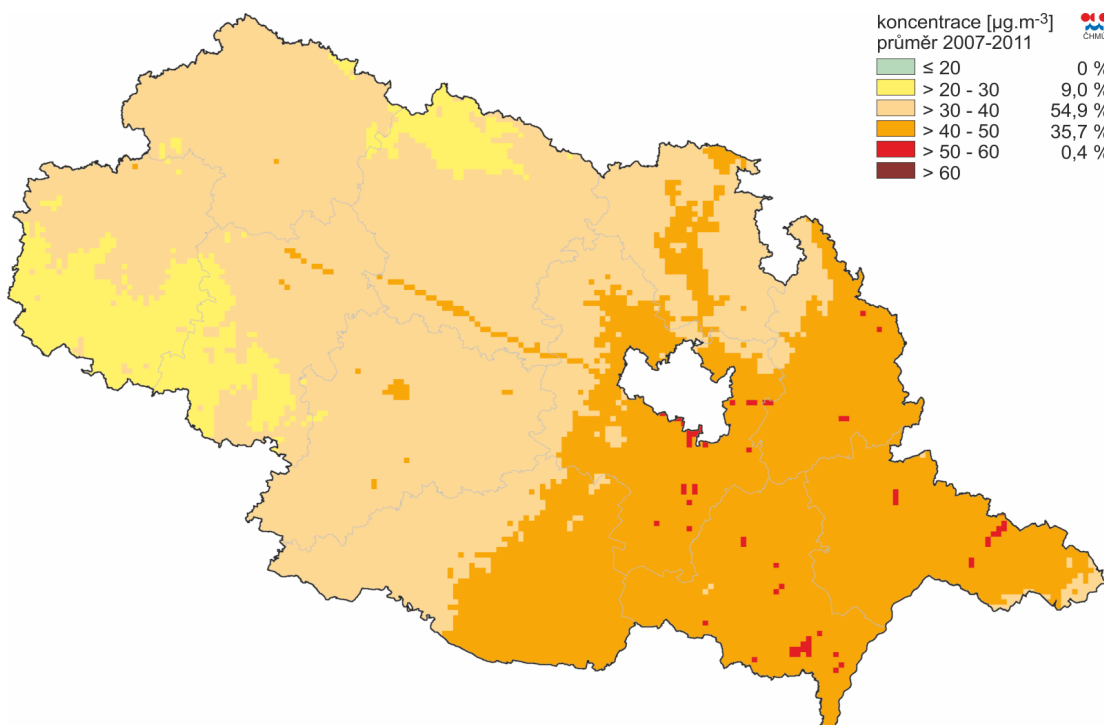 koncentrace [µg.m-3]
průměr 2007-2011
ČHMÚ
≤ 20 0 %
> 20 - 30 9,0 %
> 30 - 40 54,9 %
> 40 - 50 35,7 %
> 50 - 60 0,4 %
> 60